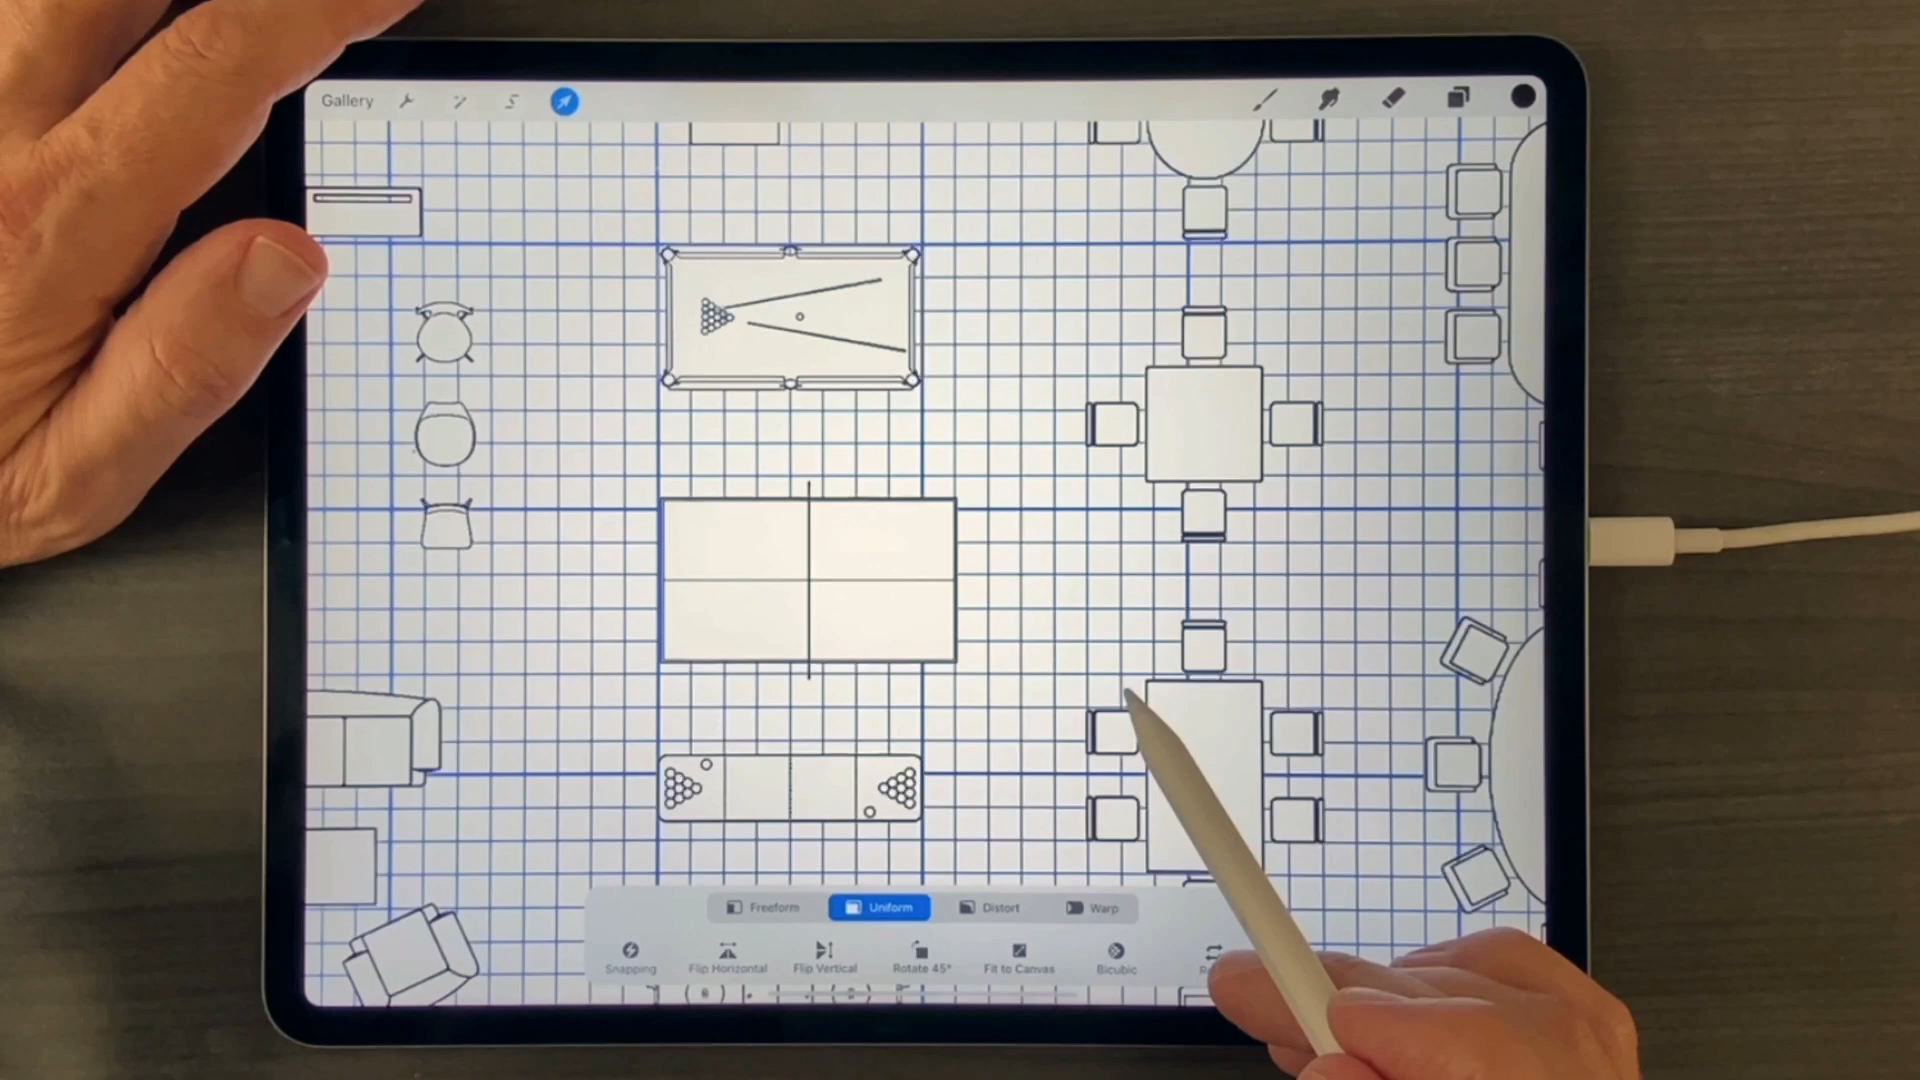 Gallery
Freeform Uniform Distort Warp
Snapping Flip Horizontal Flip Vertical Rotate 45° Fit to Canvas Bicubic